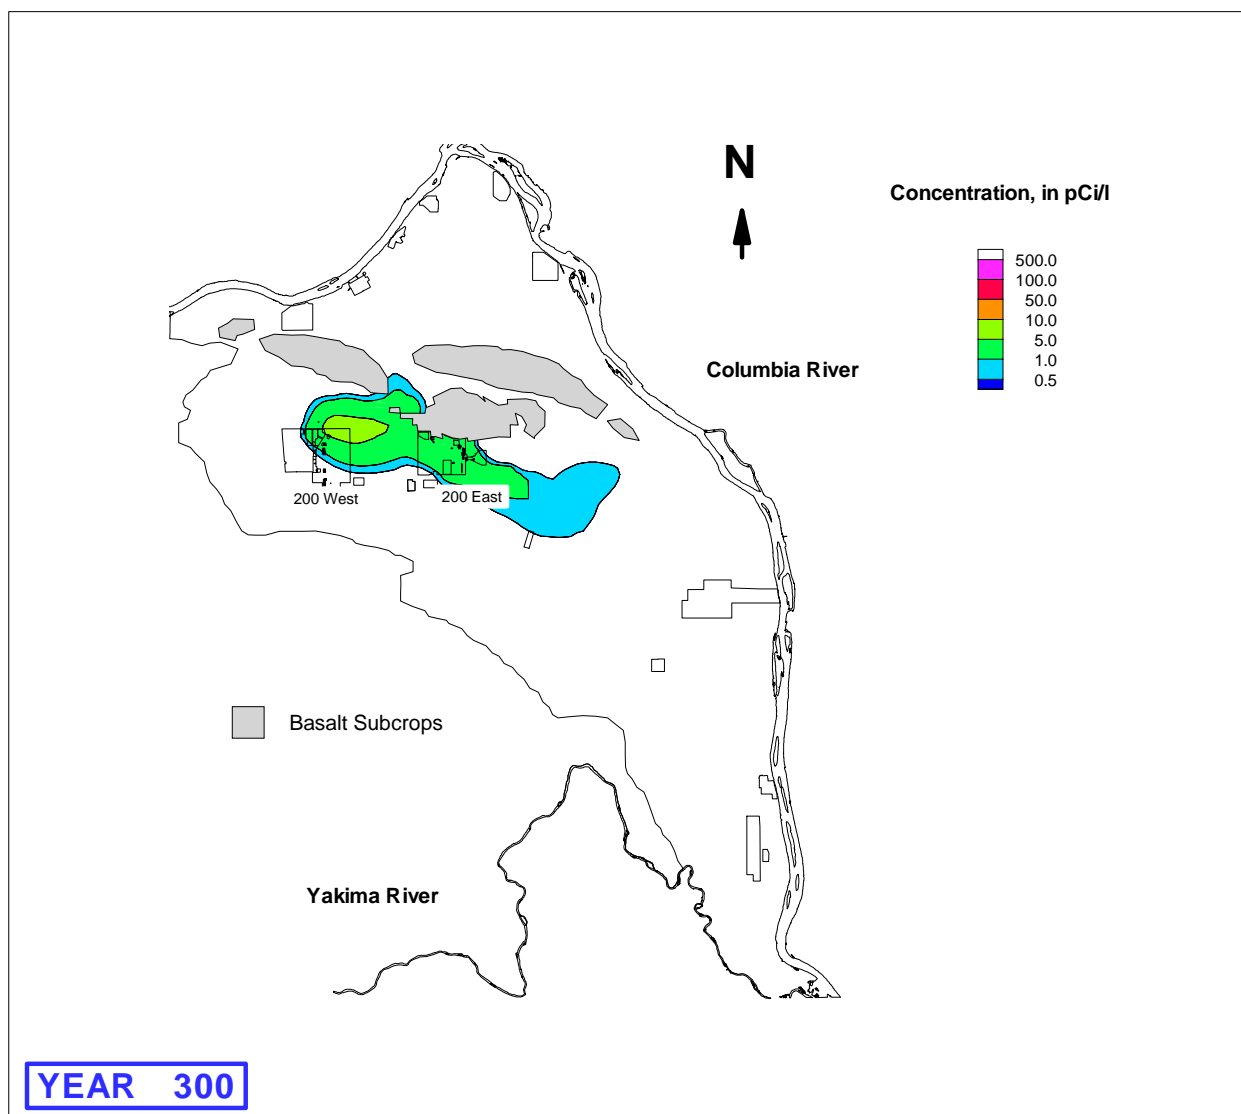 N
Concentration, in pCi/l
500.0
100.0
50.0
10.0
5.0
1.0
0.5
Columbia River
200 West
200 East
Basalt Subcrops
Yakima River
YEAR 300